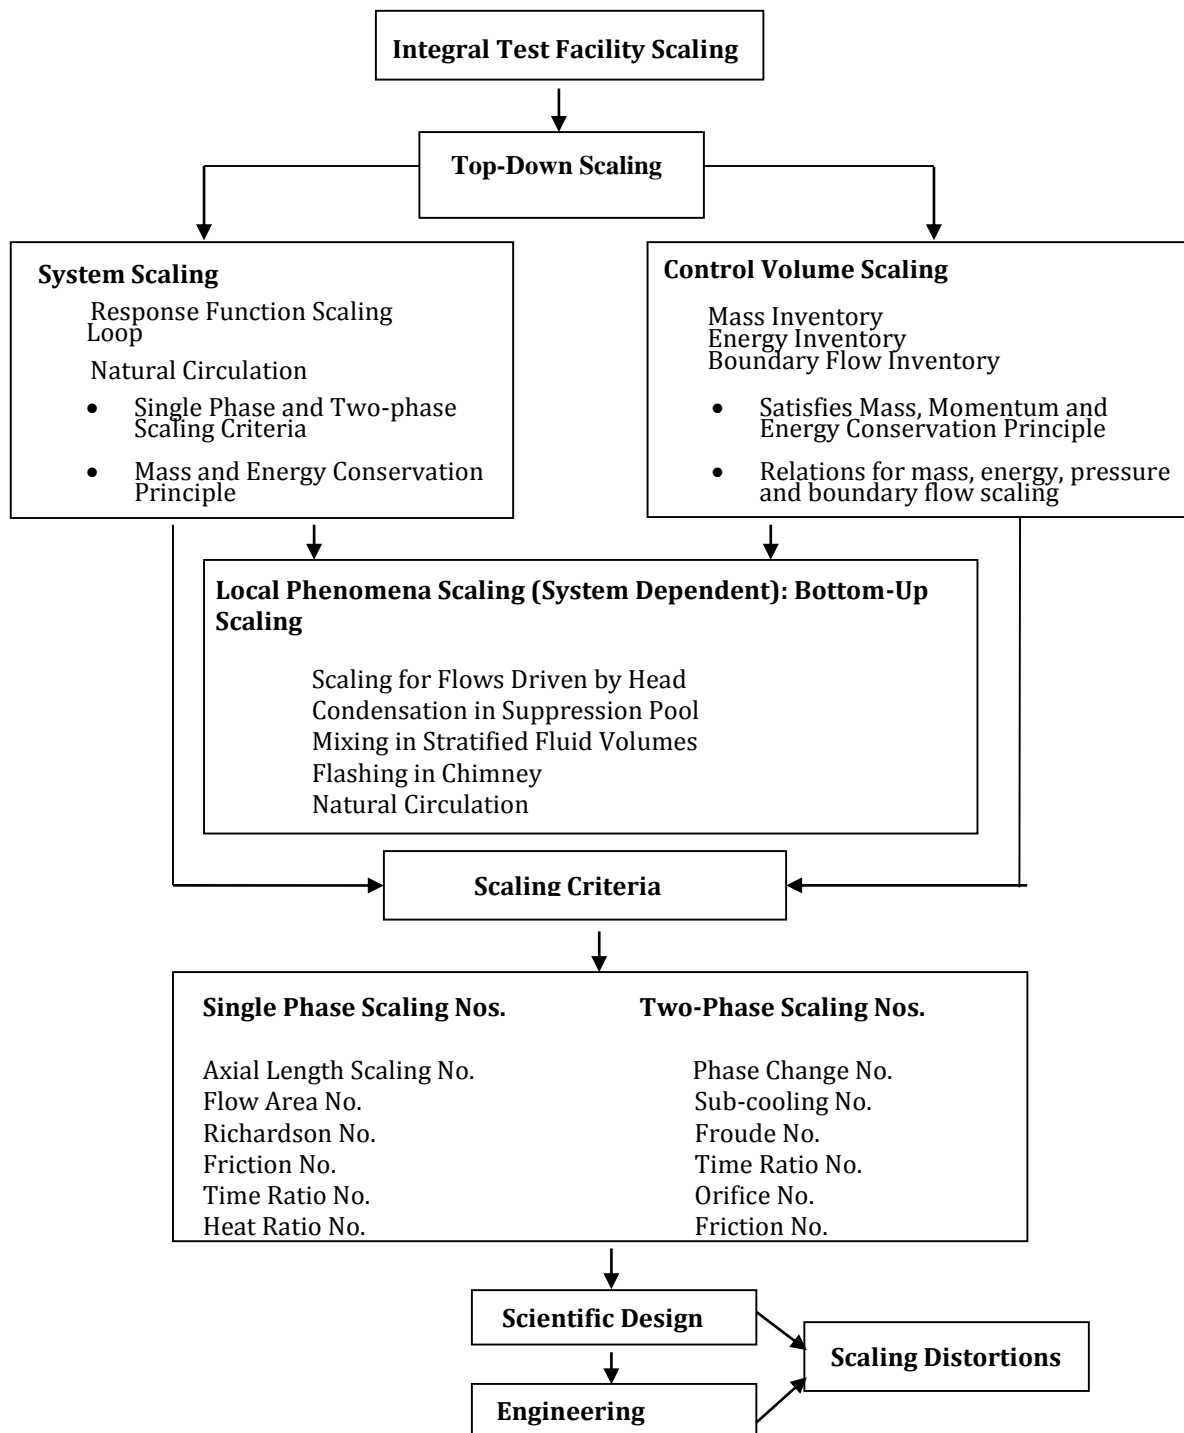 Integral Test Facility Scaling
Top-Down Scaling
System Scaling
Response Function Scaling
Loop
Natural Circulation
• Single Phase and Two-phase
Scaling Criteria
• Mass and Energy Conservation
Principle
Control Volume Scaling
Mass Inventory
Energy Inventory
Boundary Flow Inventory
• Satisfies Mass, Momentum and
Energy Conservation Principle
• Relations for mass, energy, pressure
and boundary flow scaling
Local Phenomena Scaling (System Dependent): Bottom-Up
Scaling
Scaling for Flows Driven by Head
Condensation in Suppression Pool
Mixing in Stratified Fluid Volumes
Flashing in Chimney
Natural Circulation
Scaling Criteria
Single Phase Scaling Nos.
Axial Length Scaling No.
Flow Area No.
Richardson No.
Friction No.
Time Ratio No.
Heat Ratio No.
Two-Phase Scaling Nos.
Phase Change No.
Sub-cooling No.
Froude No.
Time Ratio No.
Orifice No.
Friction No.
Scientific Design
Scaling Distortions
Engineering